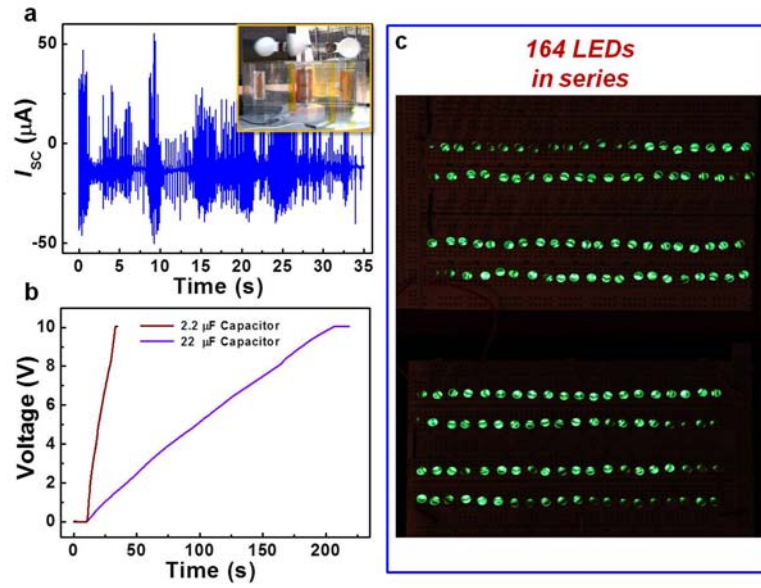 a
50
0
-50
I_SC (μA)
0 5 10 15 20 25 30 35
Time (s)
b
10
8
6
4
2
0
Voltage (V)
2.2 μF Capacitor
22 μF Capacitor
0 50 100 150 200
Time (s)
c
164 LEDs
in series